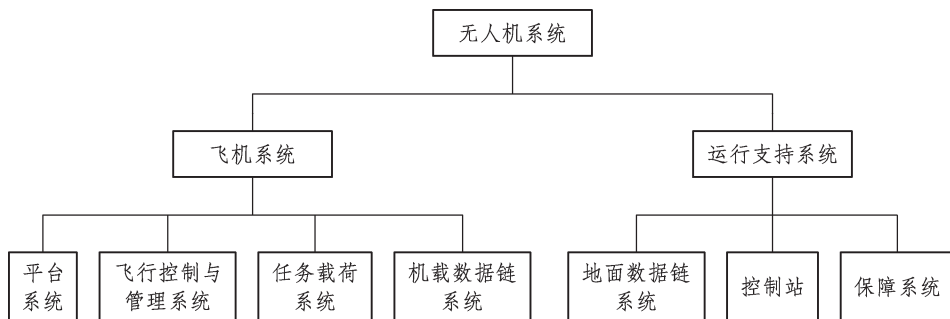 无人机系统
飞机系统
运行支持系统
平台
系统
飞行控制与
管理系统
任务载荷
系统
机载数据链
系统
地面数据链
系统
控制站
保障系统